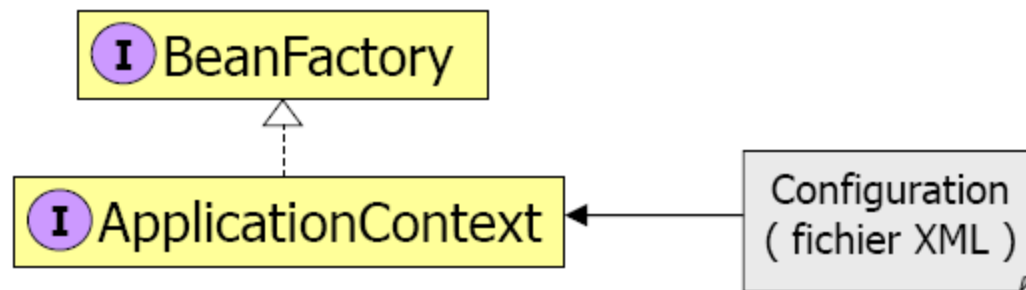 I BeanFactory
I ApplicationContext
Configuration
( fichier XML )